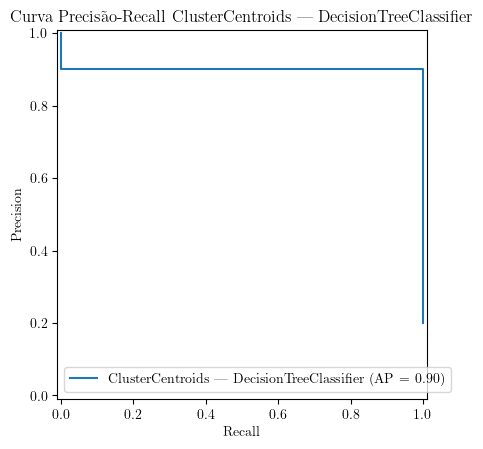 Curva Precisão-Recall ClusterCentroids — DecisionTreeClassifier
1.0
0.8
0.6
0.4
0.2
0.0
Precision
ClusterCentroids — DecisionTreeClassifier (AP = 0.90)
0.0 0.2 0.4 0.6 0.8 1.0
Recall